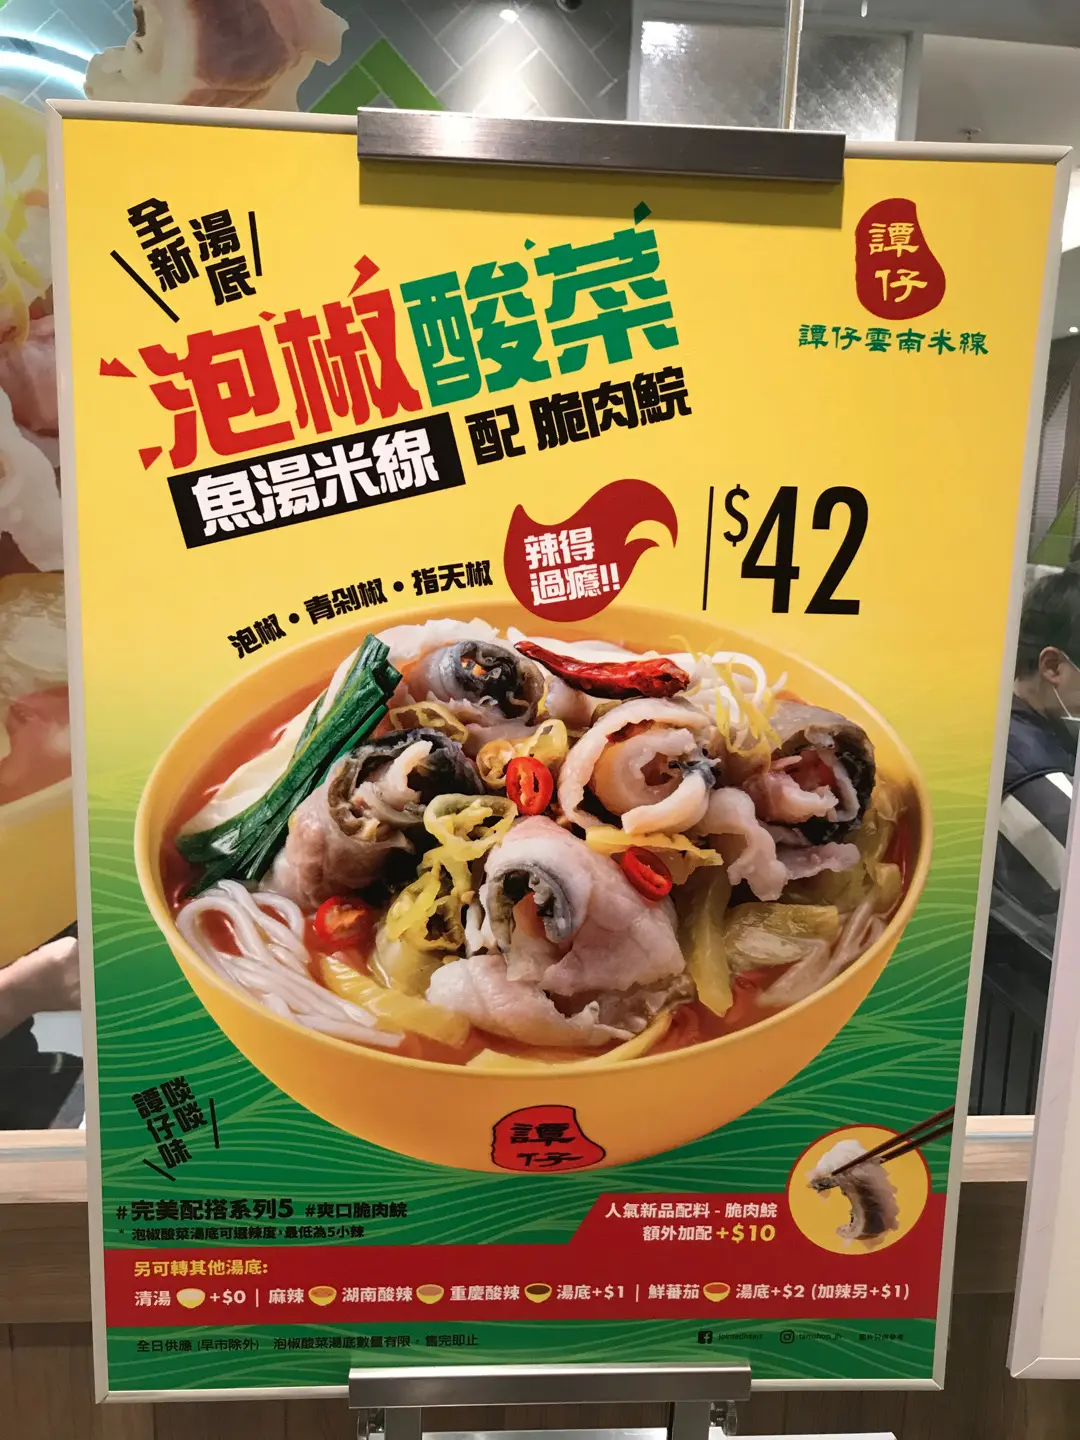 全新湯底
譚仔
譚仔雲南米線
泡椒酸菜
魚湯米線 配 脆肉鯇
$42
辣得
過癮!!
泡椒・青剁椒・指天椒
譚仔
譚仔啖啖味
#完美配搭系列5 #爽口脆肉鯇
* 泡椒酸菜湯底可選辣度，最低為5小辣
人氣新品配料 - 脆肉鯇
額外加配 +$10
另可轉其他湯底:
清湯 +$0 | 麻辣 湖南酸辣 重慶酸辣 湯底+$1 | 鮮蕃茄 湯底+$2 (加辣另+$1)
全日供應 (早市除外) 泡椒酸菜湯底數量有限，售完即止